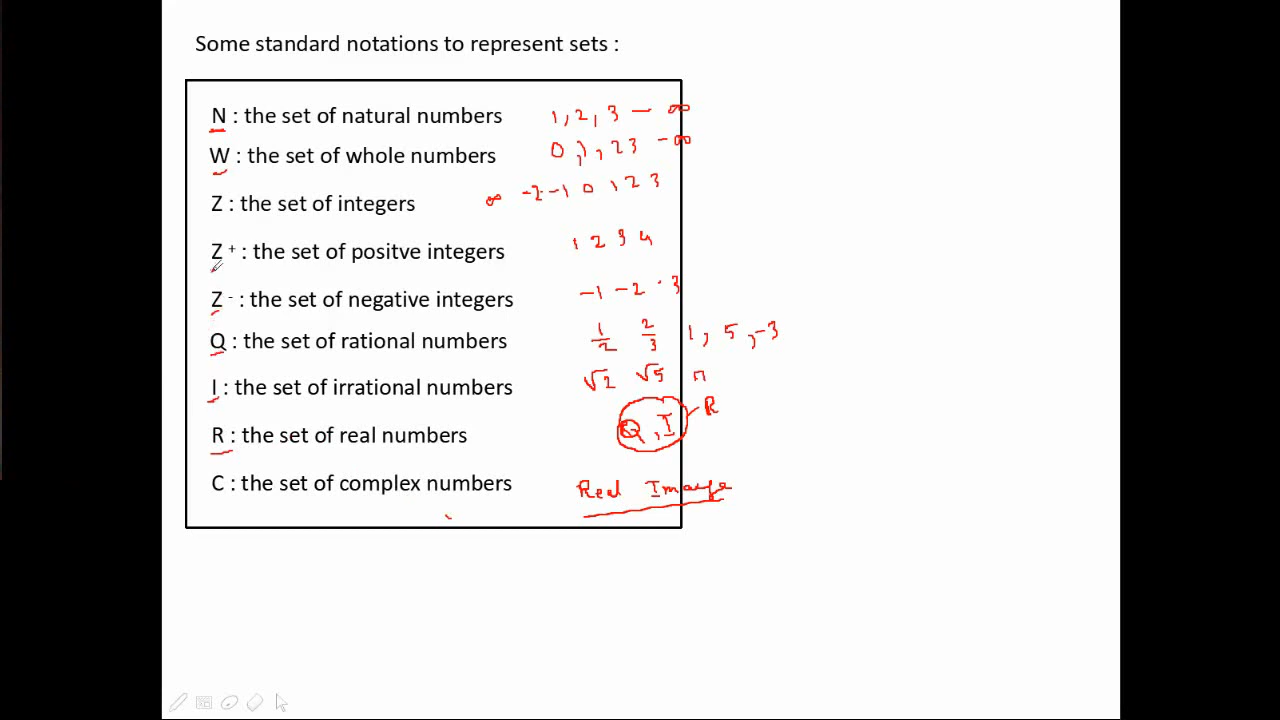 Some standard notations to represent sets :
N : the set of natural numbers 1, 2, 3 — ∞
W : the set of whole numbers 0, 1, 2 3 - ∞
Z : the set of integers ∞ -2 -1 0 1 2 3
Z⁺ : the set of positve integers 1 2 3 4
Z⁻ : the set of negative integers -1 -2 -3
Q : the set of rational numbers 1/2 2/3 1, 5, -3
I : the set of irrational numbers √2 √5 π
R : the set of real numbers Q, I R
C : the set of complex numbers Real